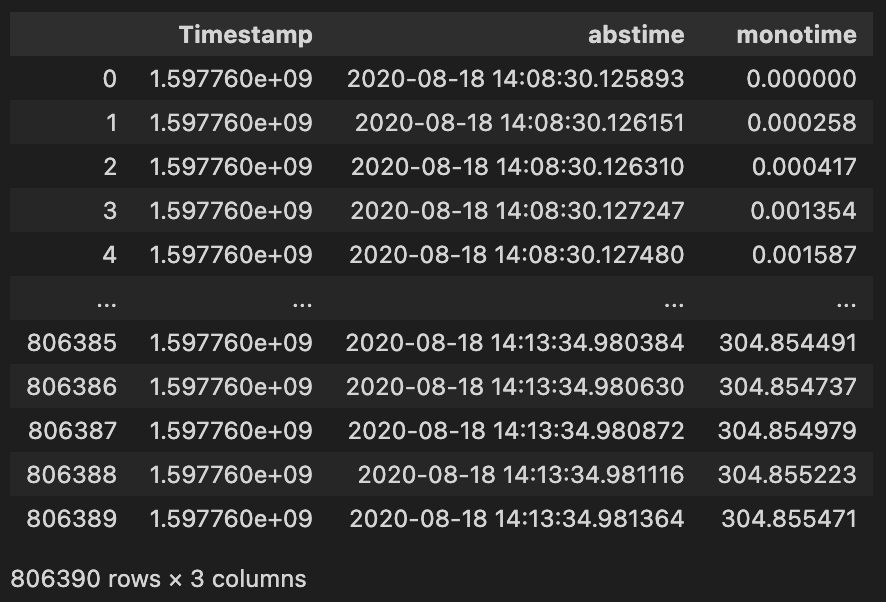 Timestamp abstime monotime
0 1.597760e+09 2020-08-18 14:08:30.125893 0.000000
1 1.597760e+09 2020-08-18 14:08:30.126151 0.000258
2 1.597760e+09 2020-08-18 14:08:30.126310 0.000417
3 1.597760e+09 2020-08-18 14:08:30.127247 0.001354
4 1.597760e+09 2020-08-18 14:08:30.127480 0.001587
... ... ... ...
806385 1.597760e+09 2020-08-18 14:13:34.980384 304.854491
806386 1.597760e+09 2020-08-18 14:13:34.980630 304.854737
806387 1.597760e+09 2020-08-18 14:13:34.980872 304.854979
806388 1.597760e+09 2020-08-18 14:13:34.981116 304.855223
806389 1.597760e+09 2020-08-18 14:13:34.981364 304.855471
806390 rows × 3 columns